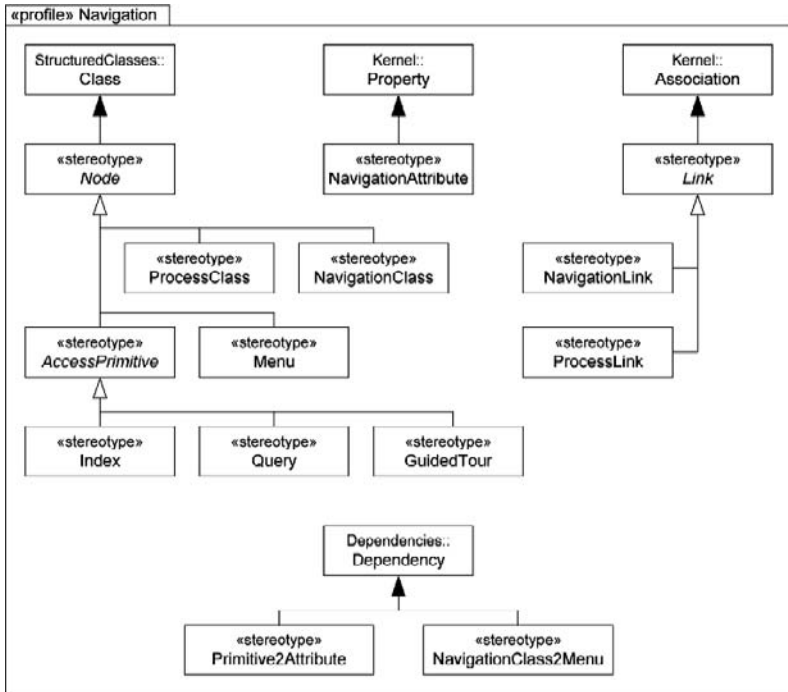 «profile» Navigation
StructuredClasses::
Class
Kernel::
Property
Kernel::
Association
«stereotype»
Node
«stereotype»
NavigationAttribute
«stereotype»
Link
«stereotype»
ProcessClass
«stereotype»
NavigationClass
«stereotype»
NavigationLink
«stereotype»
AccessPrimitive
«stereotype»
Menu
«stereotype»
ProcessLink
«stereotype»
Index
«stereotype»
Query
«stereotype»
GuidedTour
Dependencies::
Dependency
«stereotype»
Primitive2Attribute
«stereotype»
NavigationClass2Menu